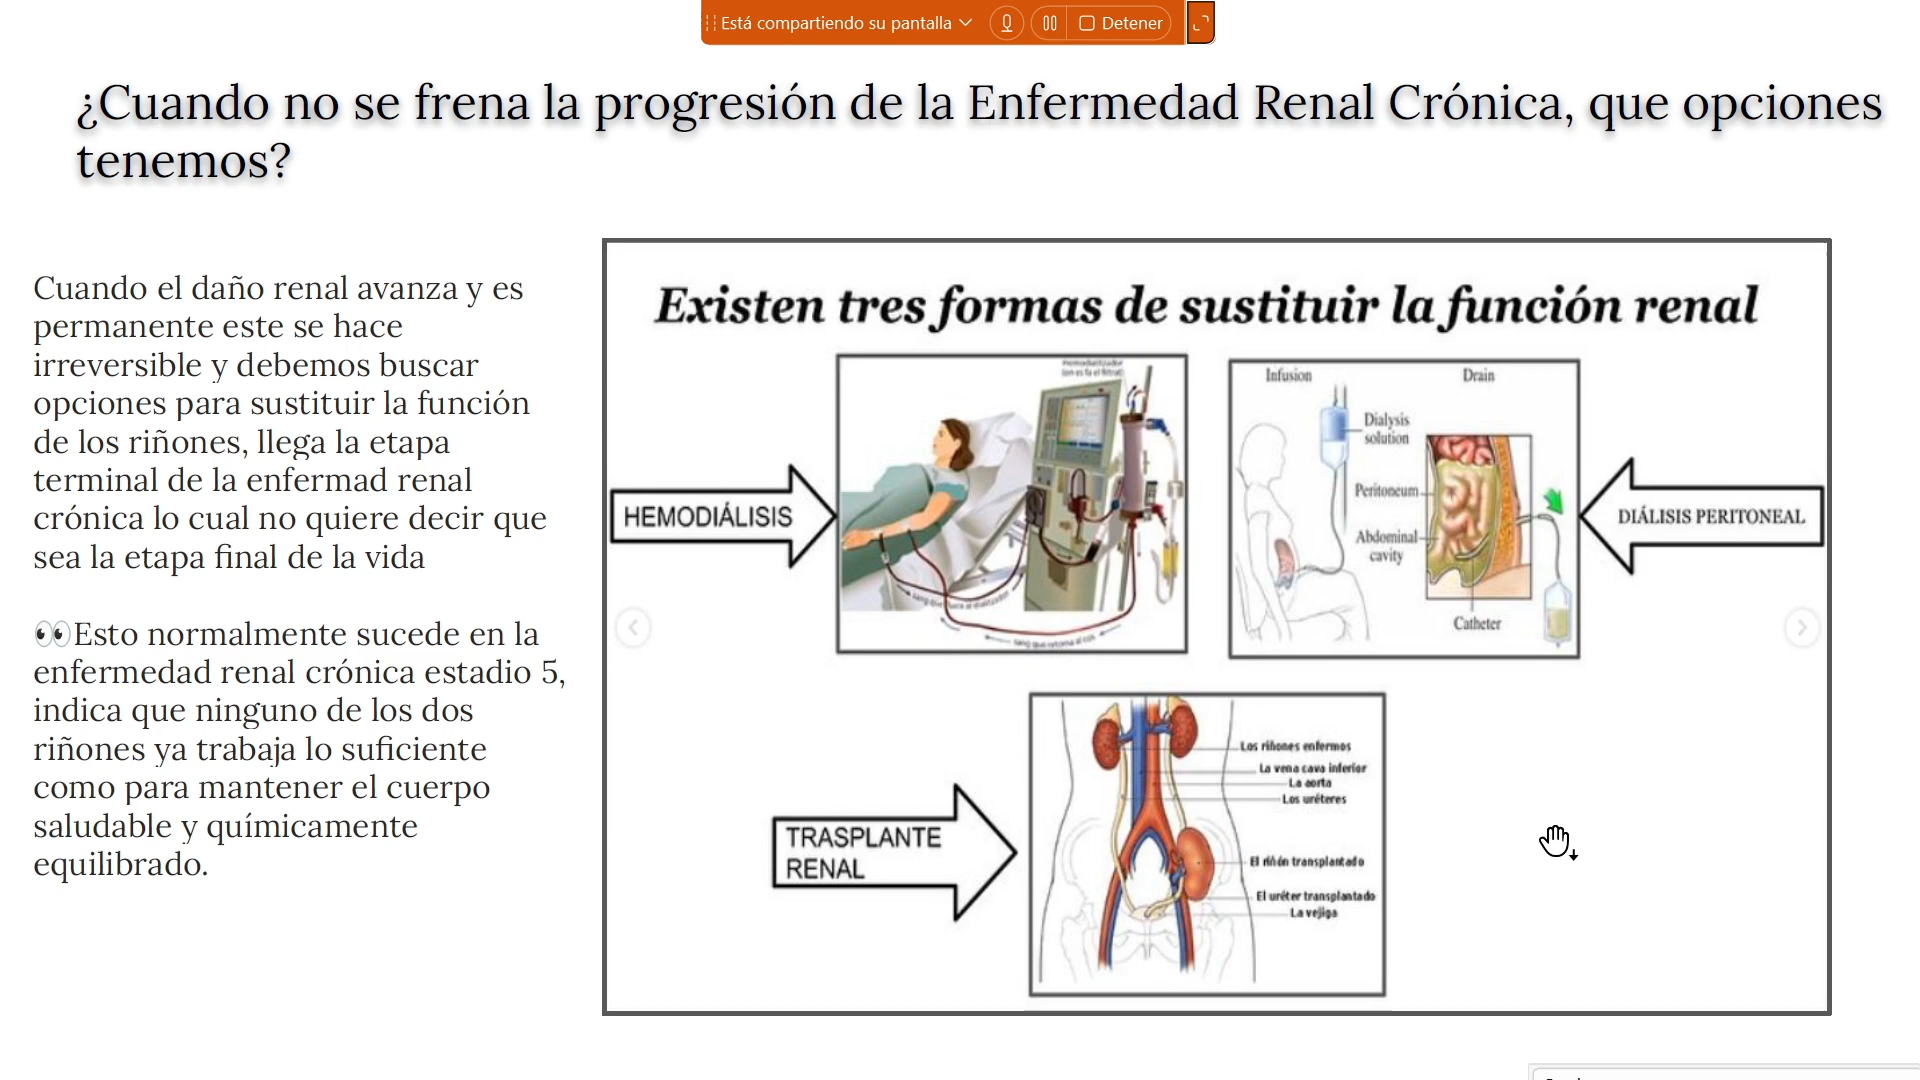 Está compartiendo su pantalla
Detener
¿Cuando no se frena la progresión de la Enfermedad Renal Crónica, que opciones
tenemos?
Cuando el daño renal avanza y es
permanente este se hace
irreversible y debemos buscar
opciones para sustituir la función
de los riñones, llega la etapa
terminal de la enfermad renal
crónica lo cual no quiere decir que
sea la etapa final de la vida
👀Esto normalmente sucede en la
enfermedad renal crónica estadio 5,
indica que ninguno de los dos
riñones ya trabaja lo suficiente
como para mantener el cuerpo
saludable y químicamente
equilibrado.
Existen tres formas de sustituir la función renal
HEMODIÁLISIS
Infusion
Drain
Dialysis
solution
Peritoneum
Abdominal
cavity
Catheter
DIÁLISIS PERITONEAL
TRASPLANTE
RENAL
Los riñones enfermos
La vena cava inferior
La aorta
Los uréteres
El riñón transplantado
El uréter transplantado
La vejiga